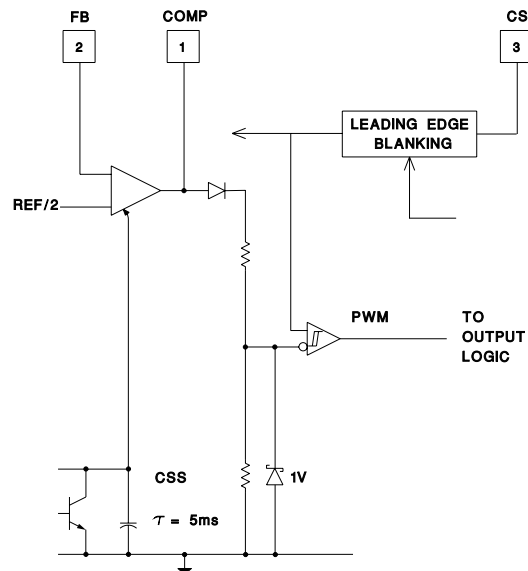 FB
COMP
CS
2
1
3
LEADING EDGE
BLANKING
REF/2
PWM
TO
OUTPUT
LOGIC
CSS
1V
τ = 5ms